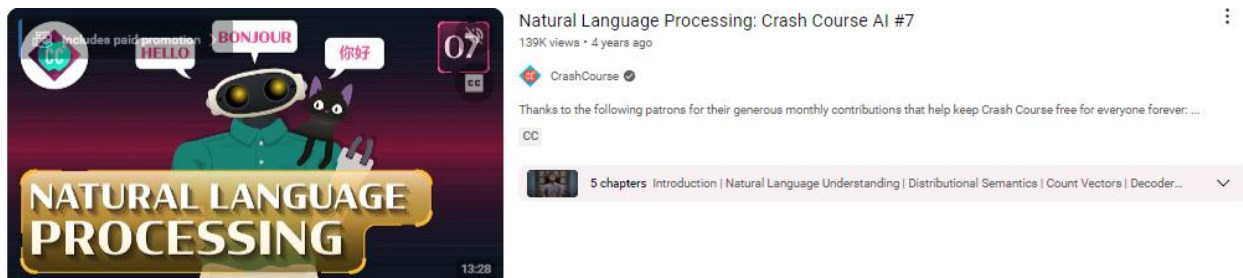 Includes paid promotion
CC
HELLO
BONJOUR
你好
07
CC
NATURAL LANGUAGE
PROCESSING
13:28
Natural Language Processing: Crash Course AI #7
139K views • 4 years ago
CC CrashCourse
Thanks to the following patrons for their generous monthly contributions that help keep Crash Course free for everyone forever: ...
CC
5 chapters Introduction | Natural Language Understanding | Distributional Semantics | Count Vectors | Decoder...